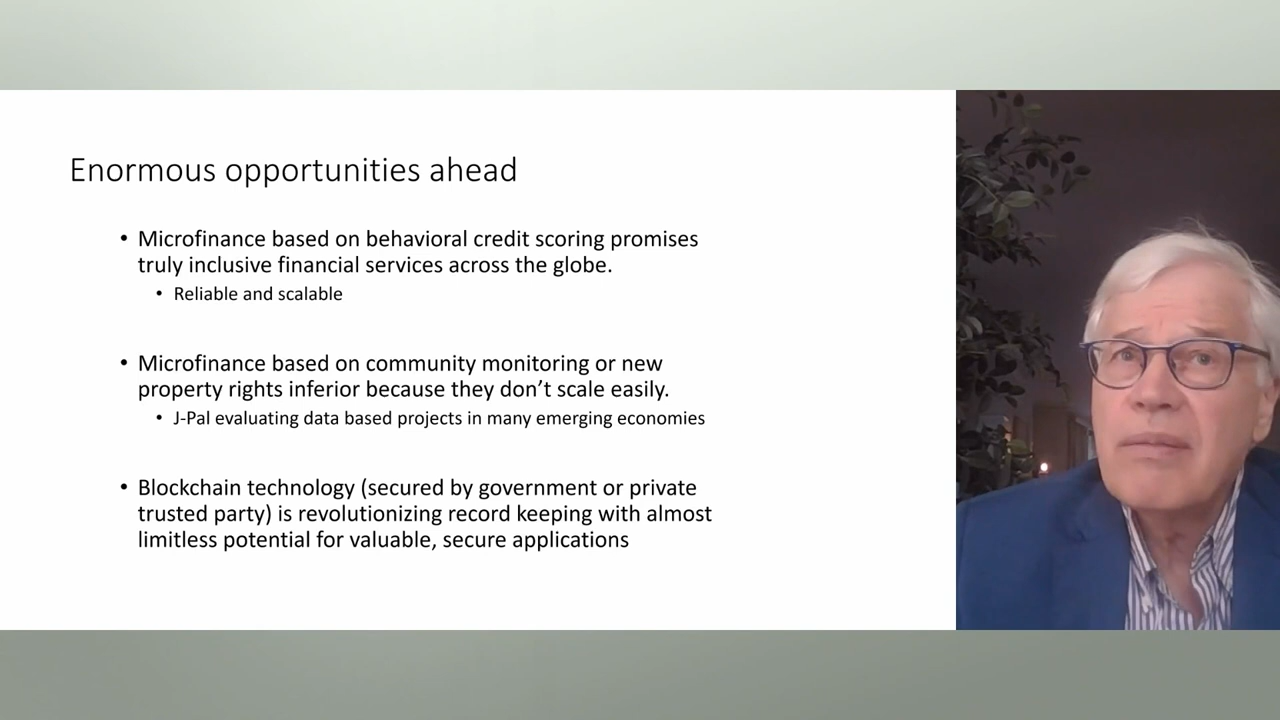 Enormous opportunities ahead
• Microfinance based on behavioral credit scoring promises
truly inclusive financial services across the globe.
• Reliable and scalable
• Microfinance based on community monitoring or new
property rights inferior because they don’t scale easily.
• J-Pal evaluating data based projects in many emerging economies
• Blockchain technology (secured by government or private
trusted party) is revolutionizing record keeping with almost
limitless potential for valuable, secure applications